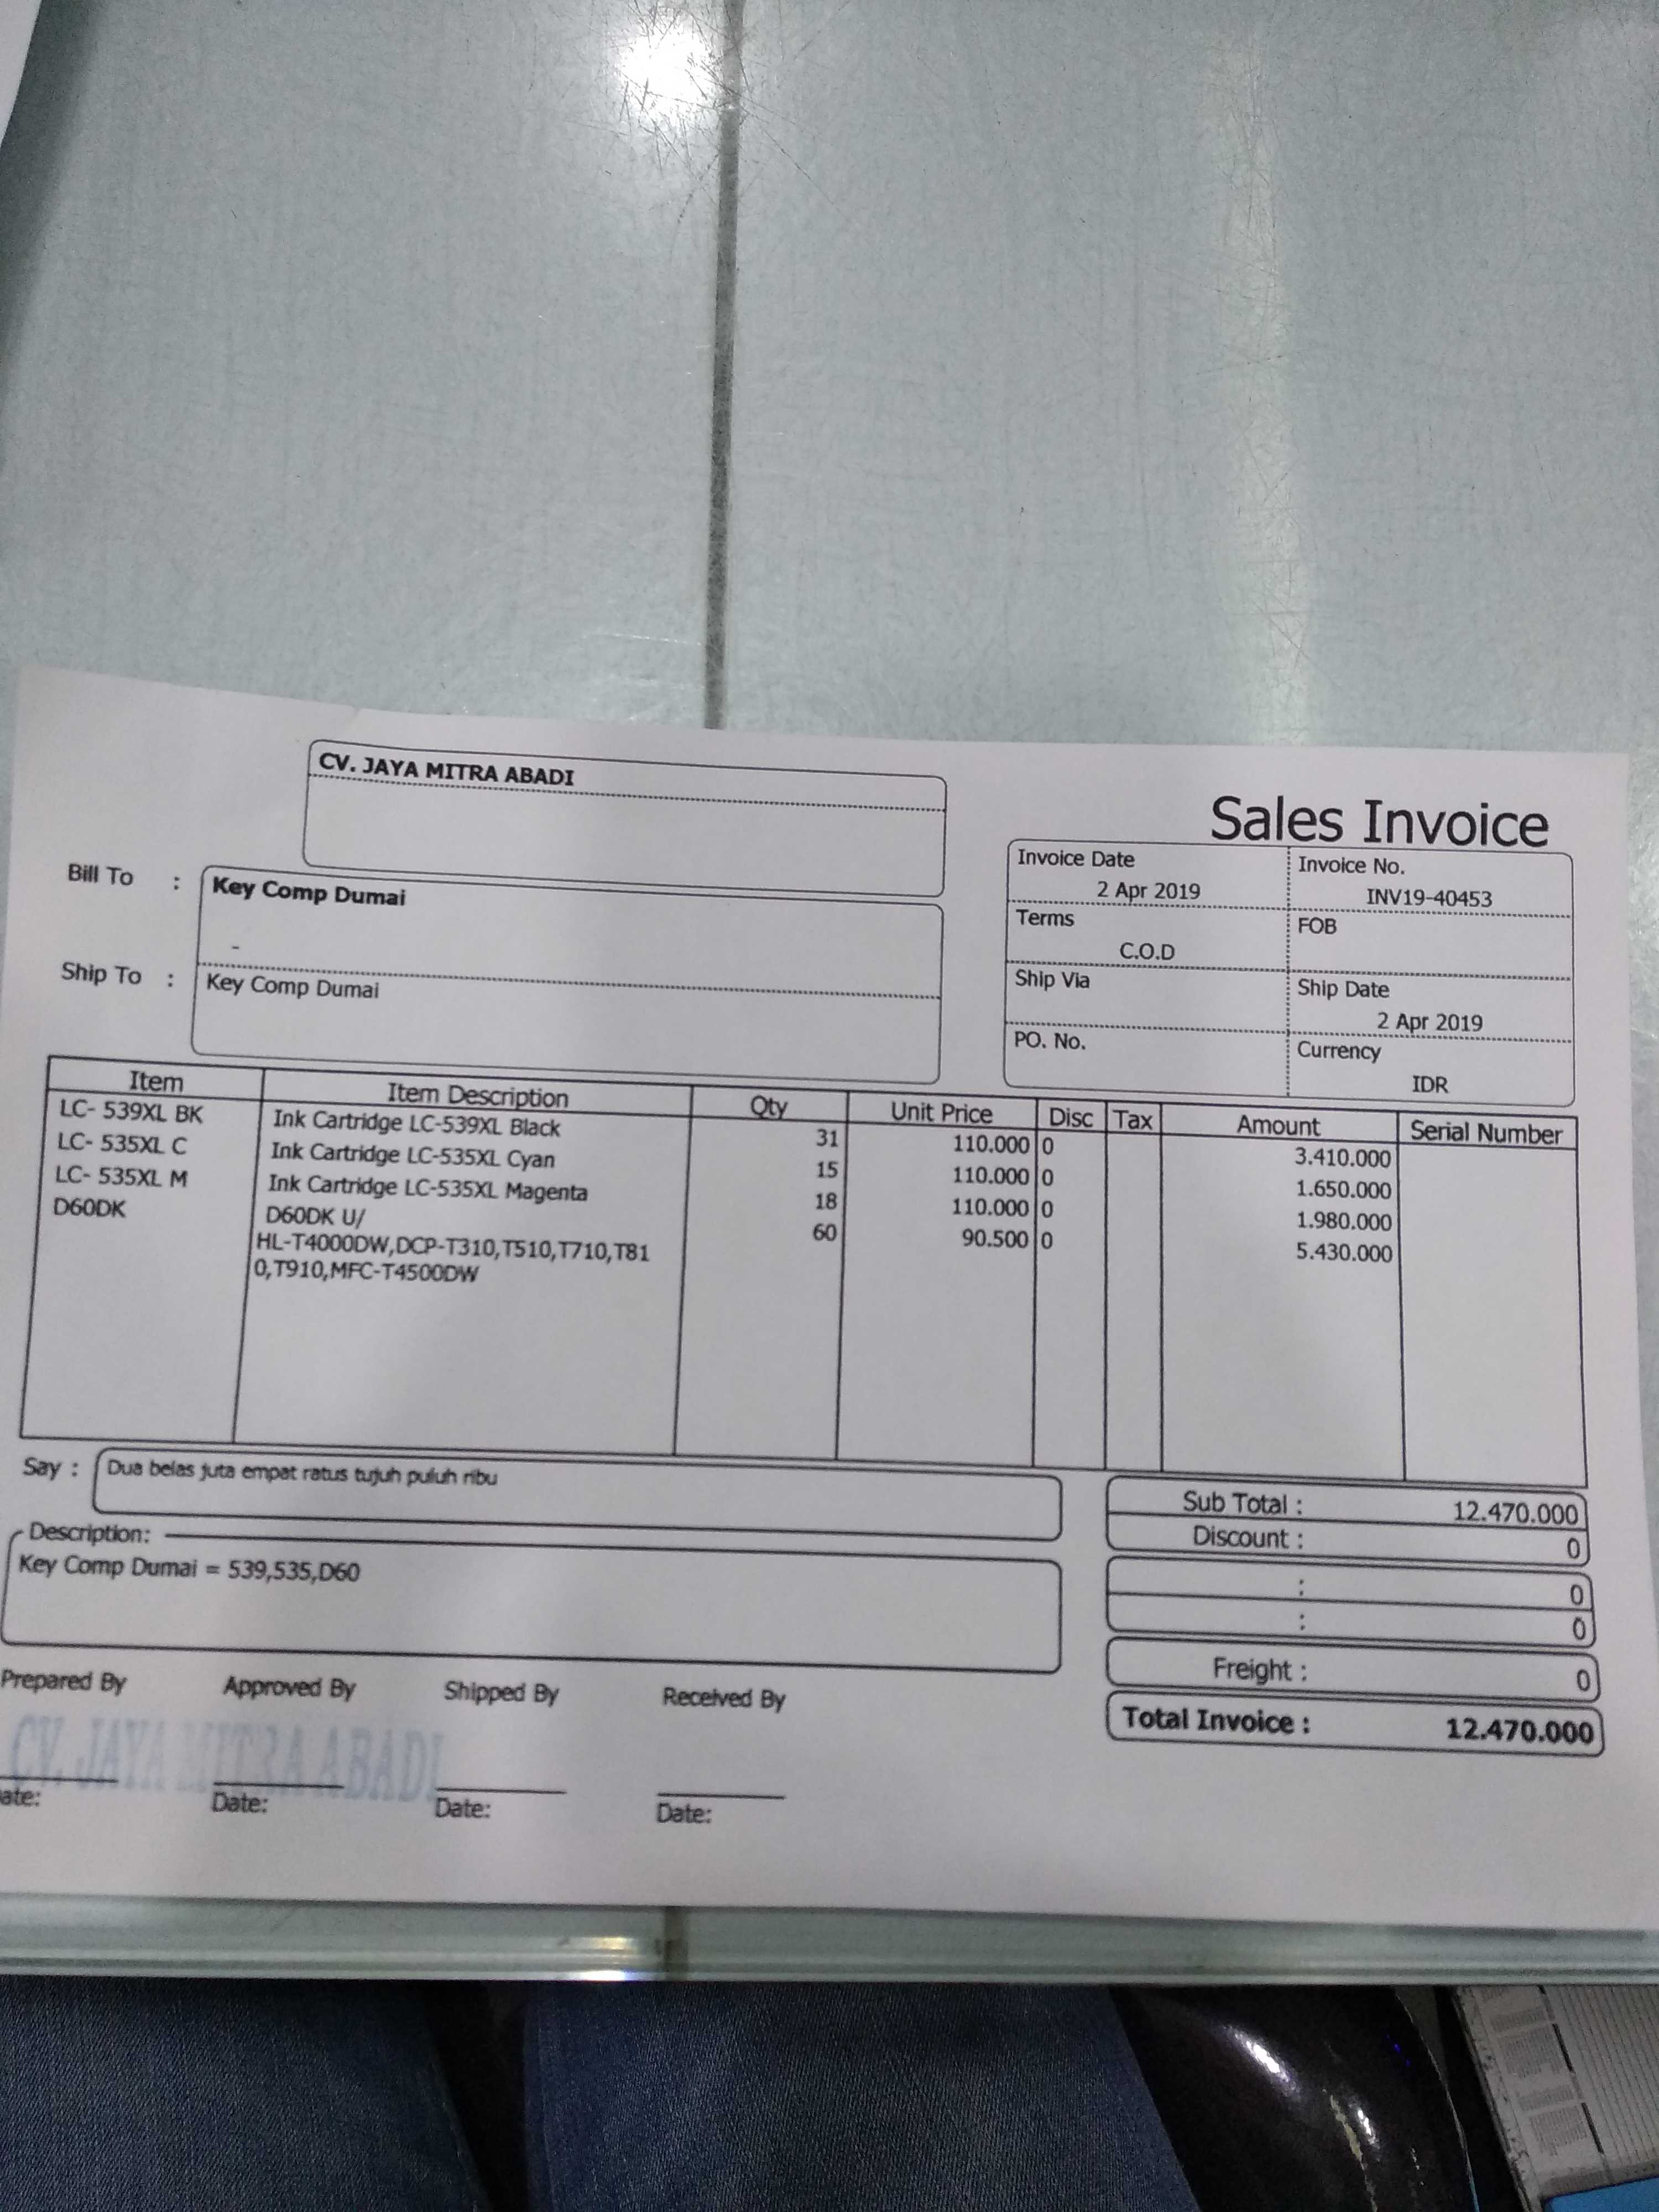 CV. JAYA MITRA ABADI
Sales Invoice
Bill To : Key Comp Dumai
-
Ship To : Key Comp Dumai
Invoice Date Invoice No.
2 Apr 2019 INV19-40453
Terms FOB
C.O.D
Ship Via Ship Date
2 Apr 2019
PO. No. Currency
IDR
Item Item Description Qty Unit Price Disc Tax Amount Serial Number
LC- 539XL BK Ink Cartridge LC-539XL Black 31 110.000 0 3.410.000
LC- 535XL C Ink Cartridge LC-535XL Cyan 15 110.000 0 1.650.000
LC- 535XL M Ink Cartridge LC-535XL Magenta 18 110.000 0 1.980.000
D60DK D60DK U/ 60 90.500 0 5.430.000
HL-T4000DW,DCP-T310,T510,T710,T81
0,T910,MFC-T4500DW
Say : Dua belas juta empat ratus tujuh puluh ribu
Description:
Key Comp Dumai = 539,535,D60
Sub Total : 12.470.000
Discount : 0
: 0
: 0
Freight : 0
Total Invoice : 12.470.000
Prepared By Approved By Shipped By Received By
CV. JAYA MITRA ABADI
ate: Date: Date: Date: